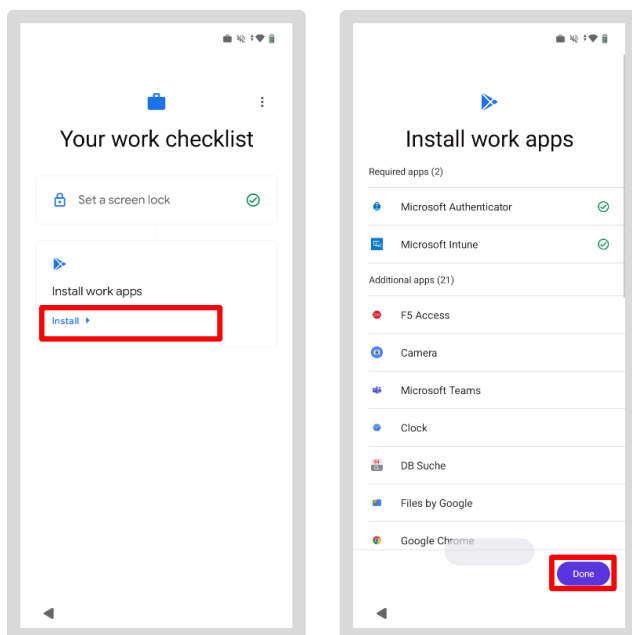 Your work checklist
Set a screen lock
Install work apps
Install
Install work apps
Required apps (2)
Microsoft Authenticator
Microsoft Intune
Additional apps (21)
F5 Access
Camera
Microsoft Teams
Clock
DB Suche
Files by Google
Google Chrome
Done